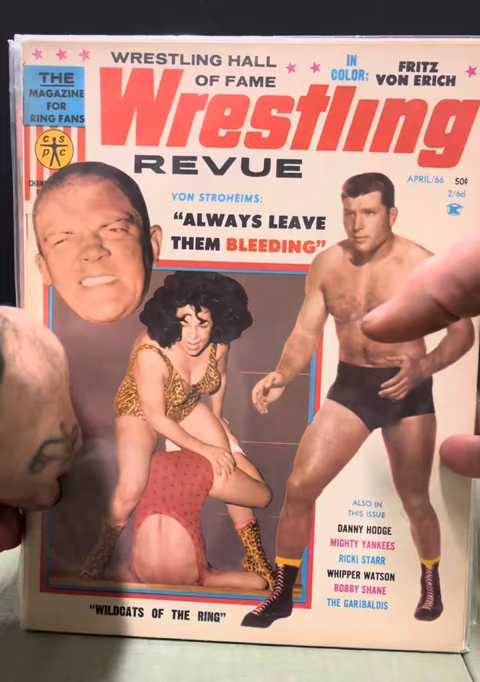 WRESTLING HALL
OF FAME
IN
COLOR:
FRITZ
VON ERICH
THE
MAGAZINE
FOR
RING FANS
Wrestling
REVUE
C S
P C
CHAM
APRIL/66 50¢
2/6d
VON STROHEIMS:
"ALWAYS LEAVE
THEM BLEEDING"
ALSO IN
THIS ISSUE
DANNY HODGE
MIGHTY YANKEES
RICKI STARR
WHIPPER WATSON
BOBBY SHANE
THE GARIBALDIS
"WILDCATS OF THE RING"